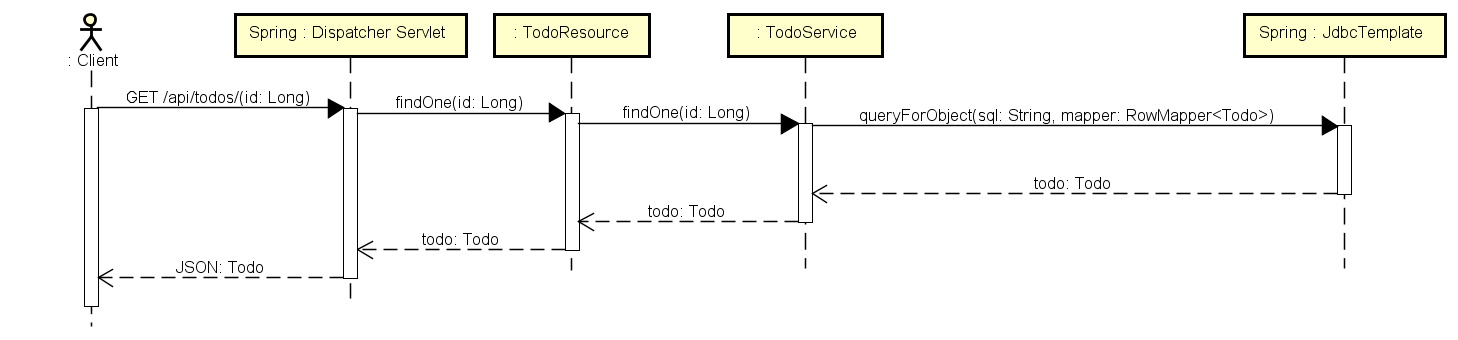 : Client
Spring : Dispatcher Servlet
: TodoResource
: TodoService
Spring : JdbcTemplate
GET /api/todos/(id: Long)
findOne(id: Long)
findOne(id: Long)
queryForObject(sql: String, mapper: RowMapper<Todo>)
todo: Todo
todo: Todo
todo: Todo
JSON: Todo